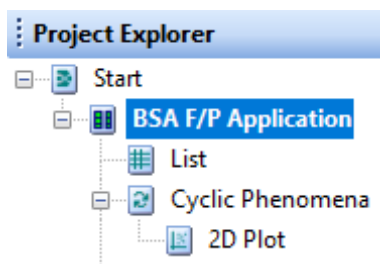 Project Explorer
Start
BSA F/P Application
List
Cyclic Phenomena
2D Plot